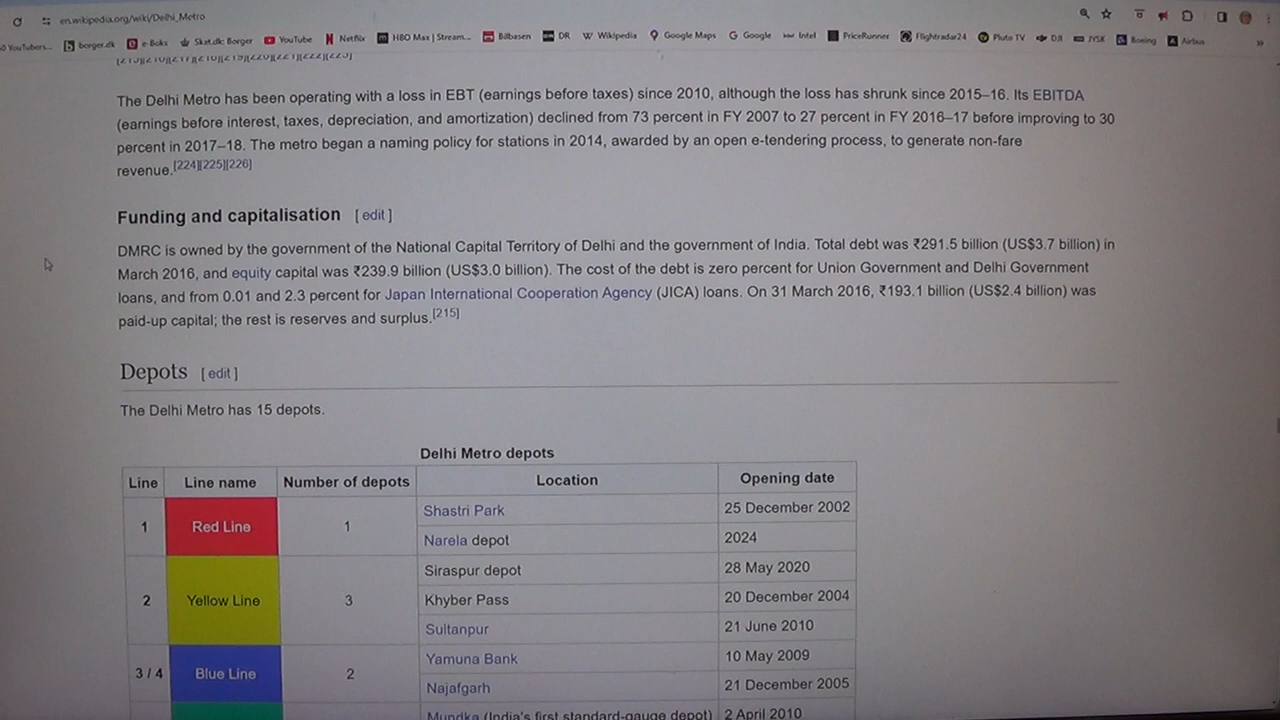 en.wikipedia.org/wiki/Delhi_Metro
YouTubers... borger.dk e-Boks Skat.dk: Borger YouTube Netflix HBO Max | Stream... Bilbasen DR Wikipedia Google Maps Google Intel PriceRunner Flightradar24 Pluto TV DJI JYSK Boeing Airbus »
The Delhi Metro has been operating with a loss in EBT (earnings before taxes) since 2010, although the loss has shrunk since 2015–16. Its EBITDA
(earnings before interest, taxes, depreciation, and amortization) declined from 73 percent in FY 2007 to 27 percent in FY 2016–17 before improving to 30
percent in 2017–18. The metro began a naming policy for stations in 2014, awarded by an open e-tendering process, to generate non-fare
revenue.[224][225][226]
Funding and capitalisation [ edit ]
DMRC is owned by the government of the National Capital Territory of Delhi and the government of India. Total debt was ₹291.5 billion (US$3.7 billion) in
March 2016, and equity capital was ₹239.9 billion (US$3.0 billion). The cost of the debt is zero percent for Union Government and Delhi Government
loans, and from 0.01 and 2.3 percent for Japan International Cooperation Agency (JICA) loans. On 31 March 2016, ₹193.1 billion (US$2.4 billion) was
paid-up capital; the rest is reserves and surplus.[215]
Depots [ edit ]
The Delhi Metro has 15 depots.
Delhi Metro depots
Line Line name Number of depots Location Opening date
1 Red Line 1 Shastri Park 25 December 2002
Narela depot 2024
2 Yellow Line 3 Siraspur depot 28 May 2020
Khyber Pass 20 December 2004
Sultanpur 21 June 2010
3 / 4 Blue Line 2 Yamuna Bank 10 May 2009
Najafgarh 21 December 2005
Mundka (India's first standard-gauge depot) 2 April 2010